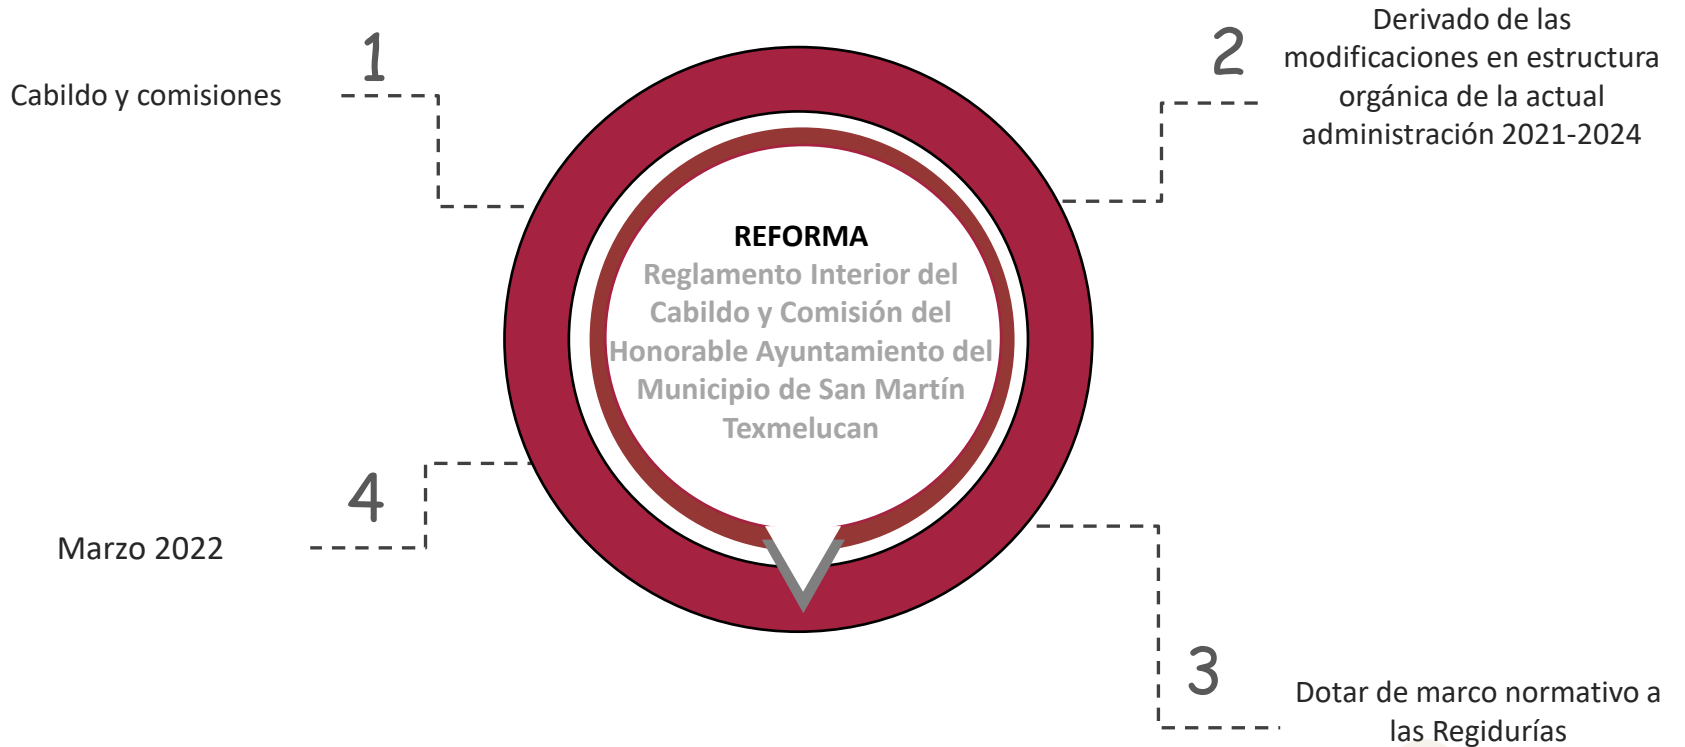 1
Cabildo y comisiones
2
Derivado de las
modificaciones en estructura
orgánica de la actual
administración 2021-2024
REFORMA
Reglamento Interior del
Cabildo y Comisión del
Honorable Ayuntamiento del
Municipio de San Martín
Texmelucan
4
Marzo 2022
3
Dotar de marco normativo a
las Regidurías